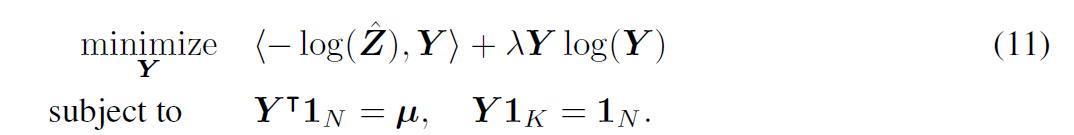 minimize ⟨− log(Ẑ), Y⟩ + λY log(Y) (11)
Y
subject to Y⊤1_N = μ, Y1_K = 1_N.